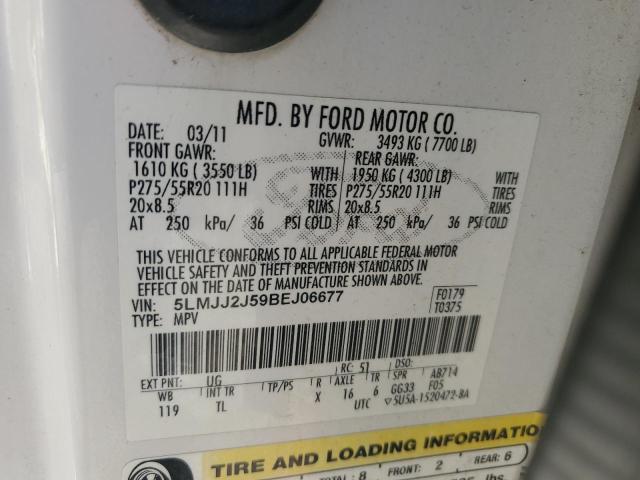 MFD. BY FORD MOTOR CO.
DATE: 03/11 GVWR: 3493 KG ( 7700 LB)
FRONT GAWR: REAR GAWR:
1610 KG ( 3550 LB) WITH 1950 KG ( 4300 LB) WITH
P275/55R20 111H TIRES P275/55R20 111H TIRES
20x8.5 RIMS 20x8.5 RIMS
AT 250 kPa/ 36 PSI COLD AT 250 kPa/ 36 PSI COLD
THIS VEHICLE CONFORMS TO ALL APPLICABLE FEDERAL MOTOR
VEHICLE SAFETY AND THEFT PREVENTION STANDARDS IN
EFFECT ON THE DATE OF MANUFACTURE SHOWN ABOVE.
VIN: 5LMJJ2J59BEJ06677 F0179
TYPE: MPV T0375
EXT PNT: UG RC: 51 DSO:
WB INT TR TP/PS R AXLE TR SPR AB714
119 TL X 16 6 GG33 F05
UTC 5U5A-1520472-BA
TIRE AND LOADING INFORMATION
TOTAL: 8 FRONT: 2 REAR: 6
lbs